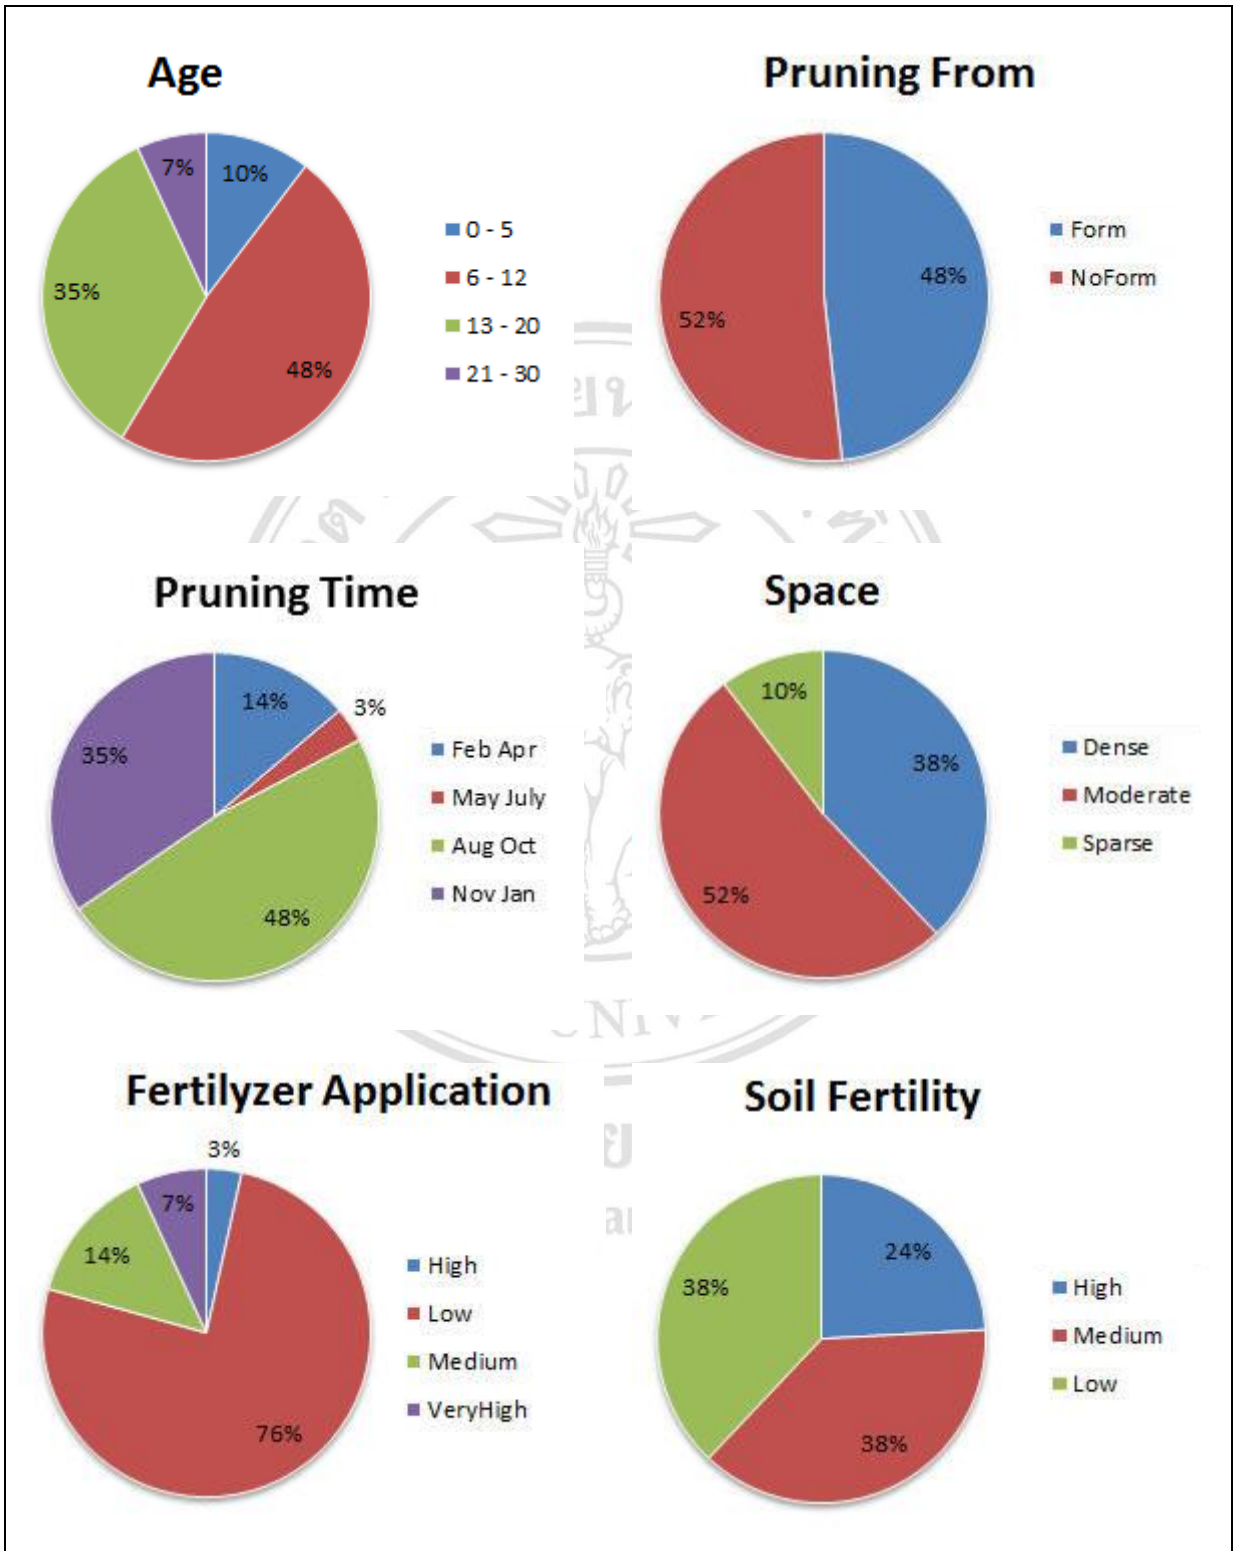 Age
7%
10%
35%
48%
0 - 5
6 - 12
13 - 20
21 - 30
Pruning From
48%
52%
Form
NoForm
Pruning Time
14%
3%
35%
48%
Feb Apr
May July
Aug Oct
Nov Jan
Space
10%
38%
52%
Dense
Moderate
Sparse
Fertilyzer Application
3%
7%
14%
76%
High
Low
Medium
VeryHigh
Soil Fertility
24%
38%
38%
High
Medium
Low